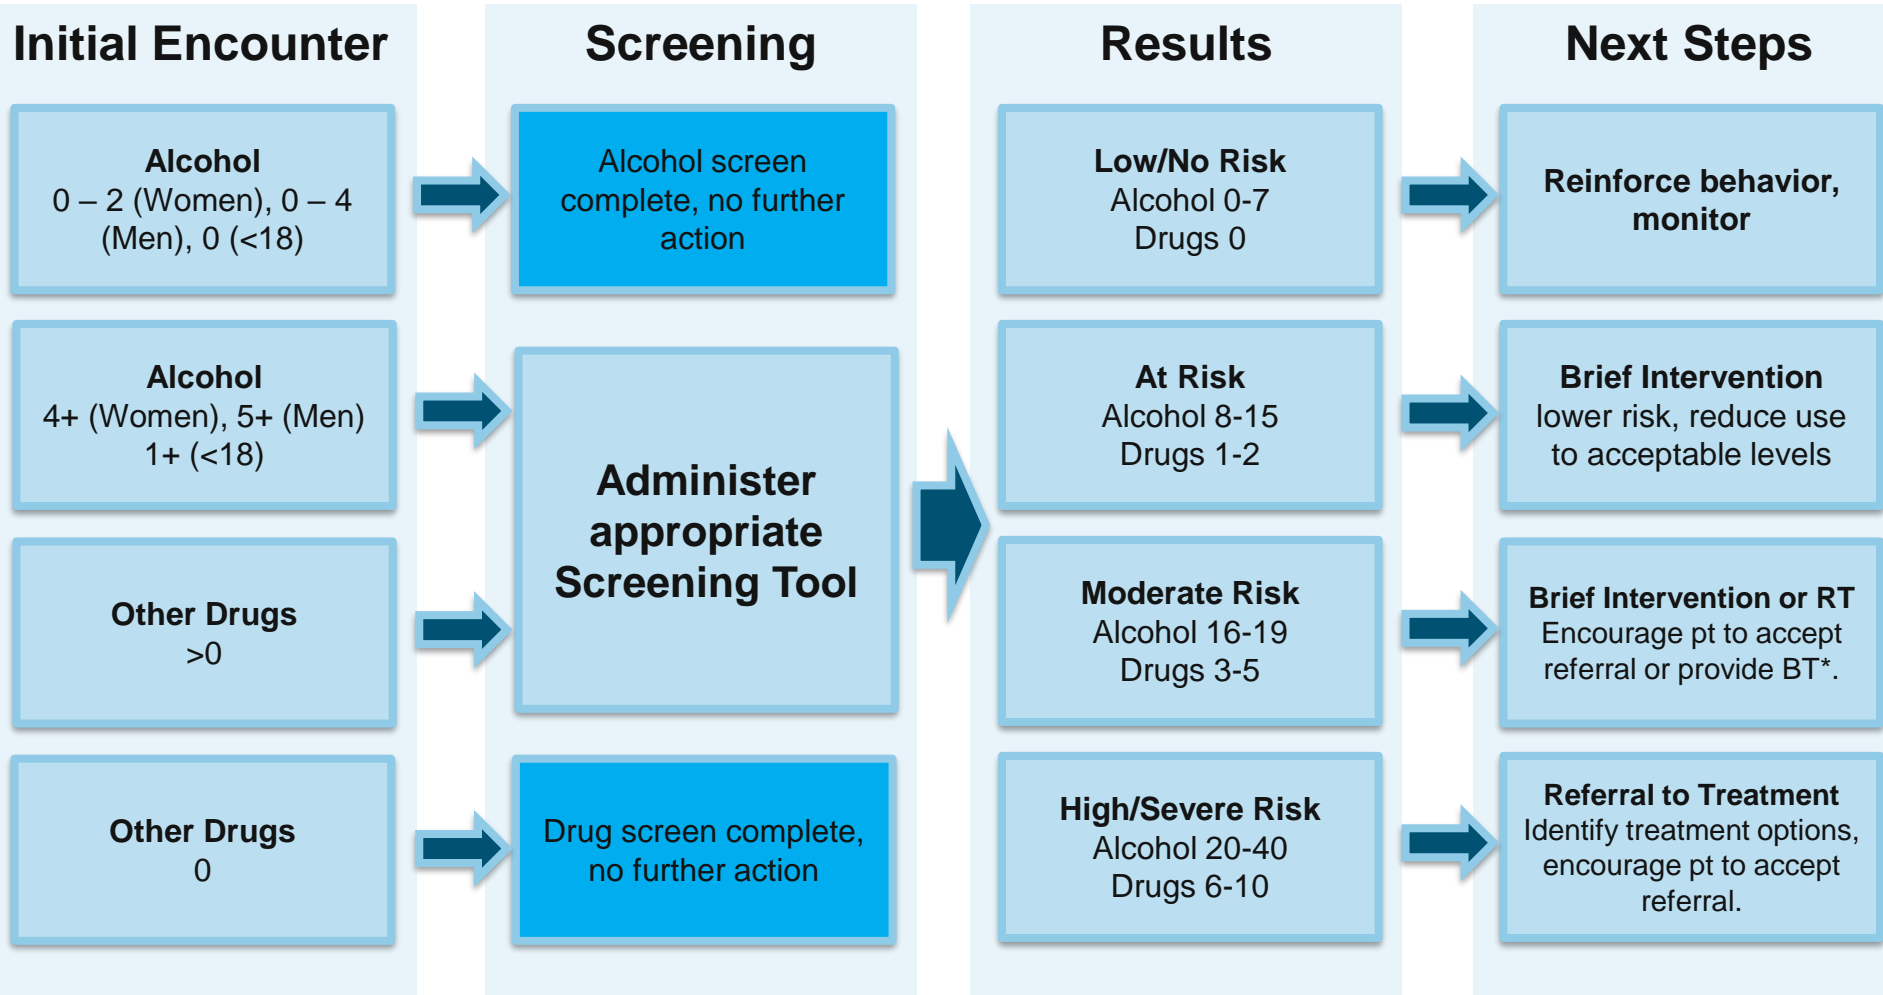 Initial Encounter
Alcohol
0 – 2 (Women), 0 – 4
(Men), 0 (<18)
Alcohol
4+ (Women), 5+ (Men)
1+ (<18)
Other Drugs
>0
Other Drugs
0
Screening
Alcohol screen
complete, no further
action
Administer
appropriate
Screening Tool
Drug screen complete,
no further action
Results
Low/No Risk
Alcohol 0-7
Drugs 0
At Risk
Alcohol 8-15
Drugs 1-2
Moderate Risk
Alcohol 16-19
Drugs 3-5
High/Severe Risk
Alcohol 20-40
Drugs 6-10
Next Steps
Reinforce behavior,
monitor
Brief Intervention
lower risk, reduce use
to acceptable levels
Brief Intervention or RT
Encourage pt to accept
referral or provide BT*.
Referral to Treatment
Identify treatment options,
encourage pt to accept
referral.